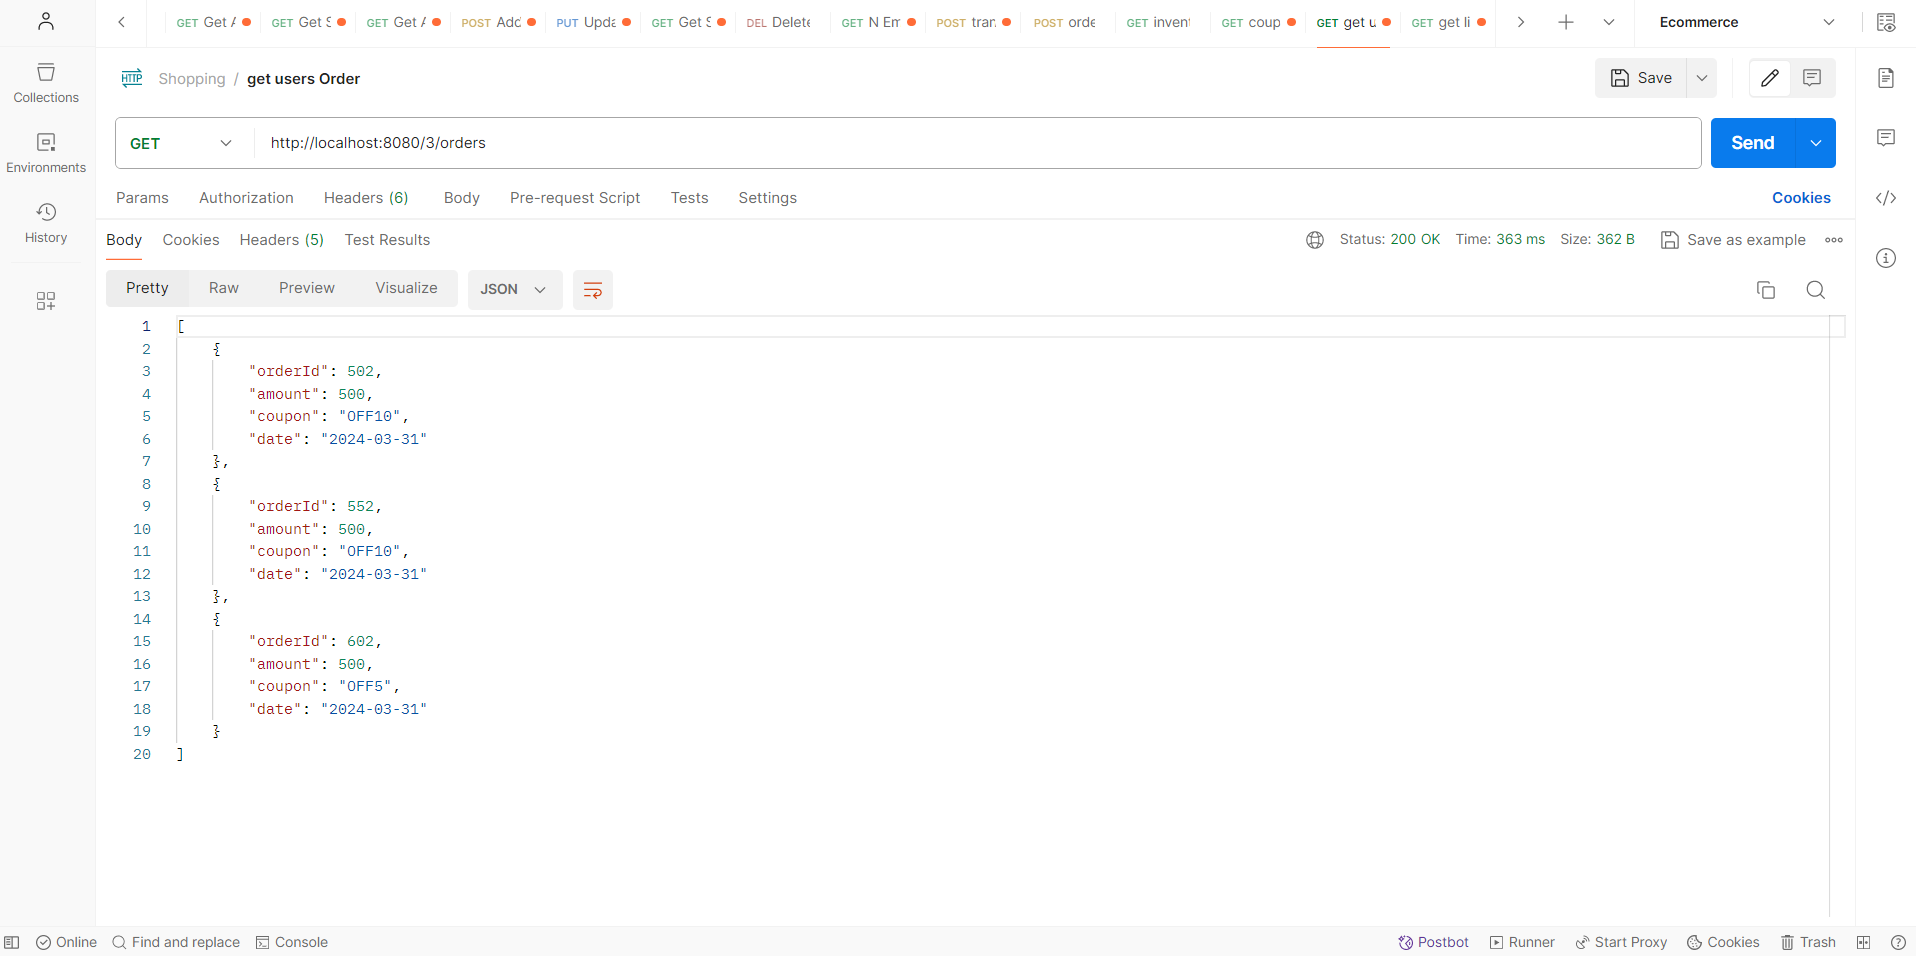 GET Get A GET Get S GET Get A POST Add PUT Upda GET Get S DEL Delete GET N Em POST tran POST orde GET invent GET coup GET get u GET get li Ecommerce
Shopping / get users Order Save
Collections
GET http://localhost:8080/3/orders Send
Environments
Params Authorization Headers (6) Body Pre-request Script Tests Settings Cookies
History
Body Cookies Headers (5) Test Results Status: 200 OK Time: 363 ms Size: 362 B Save as example
Pretty Raw Preview Visualize JSON
1 [
2 {
3 "orderId": 502,
4 "amount": 500,
5 "coupon": "OFF10",
6 "date": "2024-03-31"
7 },
8 {
9 "orderId": 552,
10 "amount": 500,
11 "coupon": "OFF10",
12 "date": "2024-03-31"
13 },
14 {
15 "orderId": 602,
16 "amount": 500,
17 "coupon": "OFF5",
18 "date": "2024-03-31"
19 }
20 ]
Online Find and replace Console Postbot Runner Start Proxy Cookies Trash